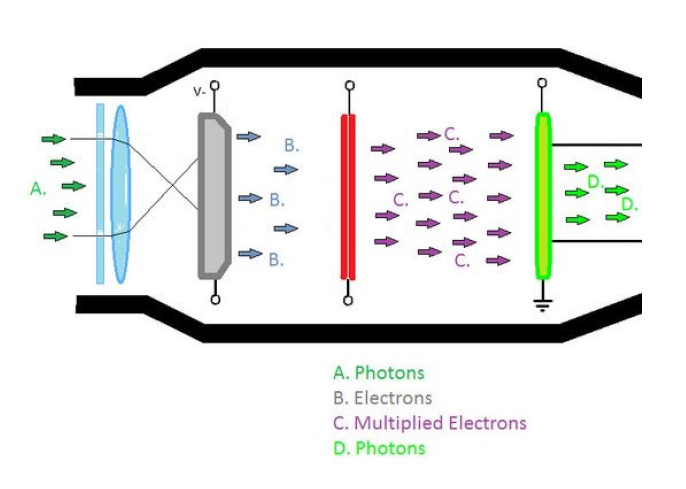 V-
A.
B.
B.
B.
C.
C.
C.
C.
D.
D.
A. Photons
B. Electrons
C. Multiplied Electrons
D. Photons